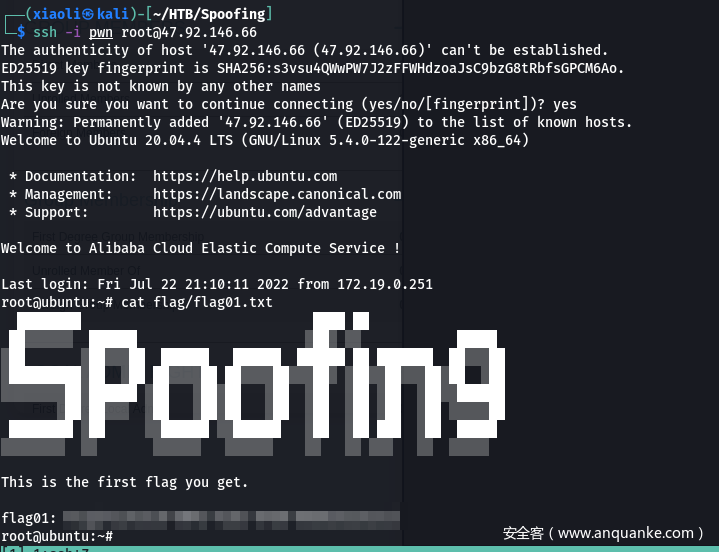 ┌──(xiaoli㉿kali)-[~/HTB/Spoofing]
└─$ ssh -i pwn root@47.92.146.66
The authenticity of host '47.92.146.66 (47.92.146.66)' can't be established.
ED25519 key fingerprint is SHA256:s3vsu4QWwPW7J2zFFWHdzoaJsC9bzG8tRbfsGPCM6Ao.
This key is not known by any other names
Are you sure you want to continue connecting (yes/no/[fingerprint])? yes
Warning: Permanently added '47.92.146.66' (ED25519) to the list of known hosts.
Welcome to Ubuntu 20.04.4 LTS (GNU/Linux 5.4.0-122-generic x86_64)
* Documentation:  https://help.ubuntu.com
* Management:     https://landscape.canonical.com
* Support:        https://ubuntu.com/advantage
Welcome to Alibaba Cloud Elastic Compute Service !
Last login: Fri Jul 22 21:10:11 2022 from 172.19.0.251
root@ubuntu:~# cat flag/flag01.txt
Spoofing
This is the first flag you get.
flag01:
root@ubuntu:~#
安全客（www.anquanke.com）